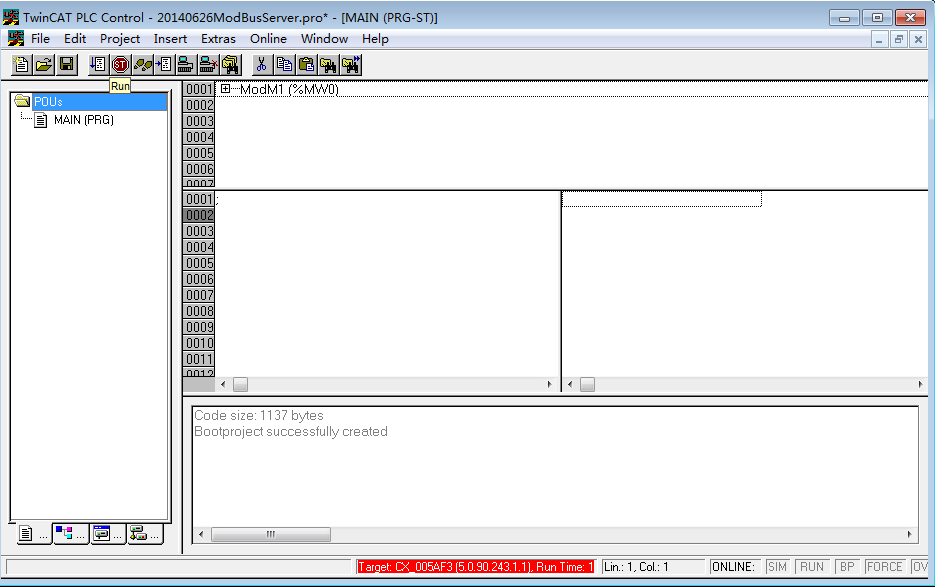 TwinCAT PLC Control - 20140626ModBusServer.pro* - [MAIN (PRG-ST)]
File Edit Project Insert Extras Online Window Help
Run
POUs
MAIN (PRG)
0001 ModM1 (%MW0)
0002
0003
0004
0005
0006
0007
0001 ;
0002
0003
0004
0005
0006
0007
0008
0009
0010
0011
0012
Code size: 1137 bytes
Bootproject successfully created
... ... ... ...
Target: CX_005AF3 (5.0.90.243.1.1), Run Time: 1 Lin.: 1, Col.: 1 ONLINE: SIM RUN BP FORCE OV